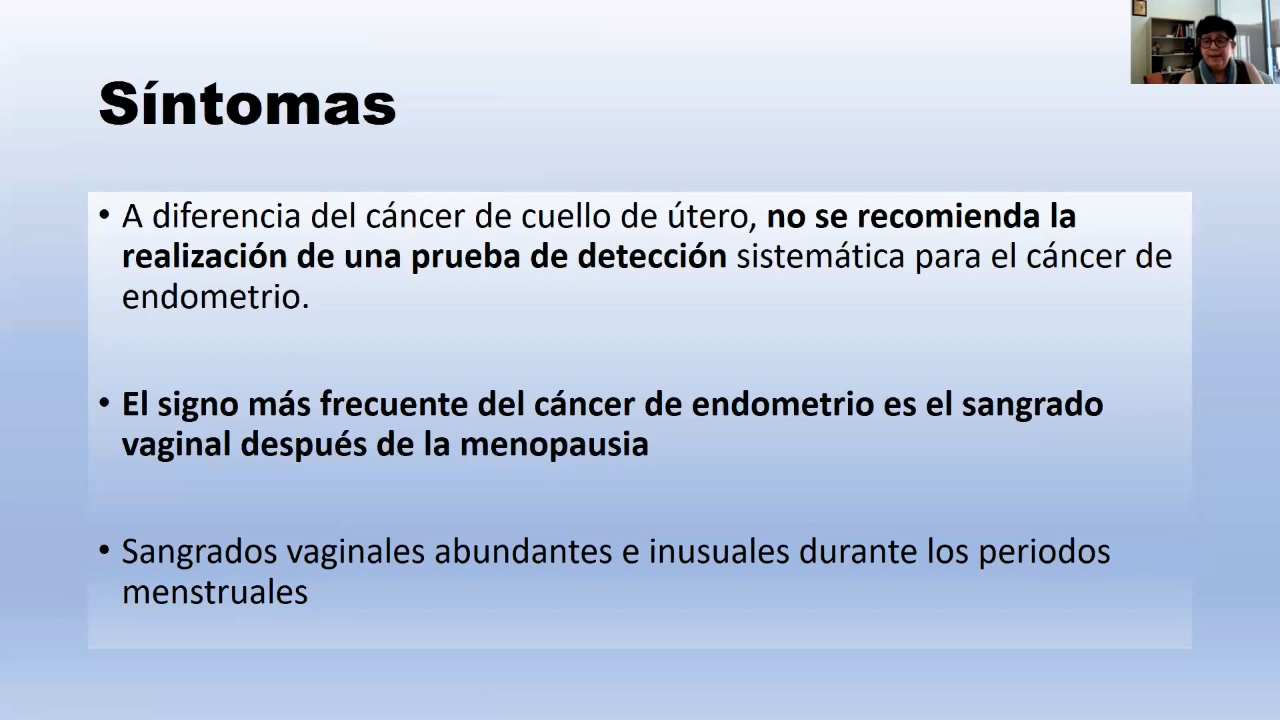 Síntomas
• A diferencia del cáncer de cuello de útero, no se recomienda la
realización de una prueba de detección sistemática para el cáncer de
endometrio.
• El signo más frecuente del cáncer de endometrio es el sangrado
vaginal después de la menopausia
• Sangrados vaginales abundantes e inusuales durante los periodos
menstruales